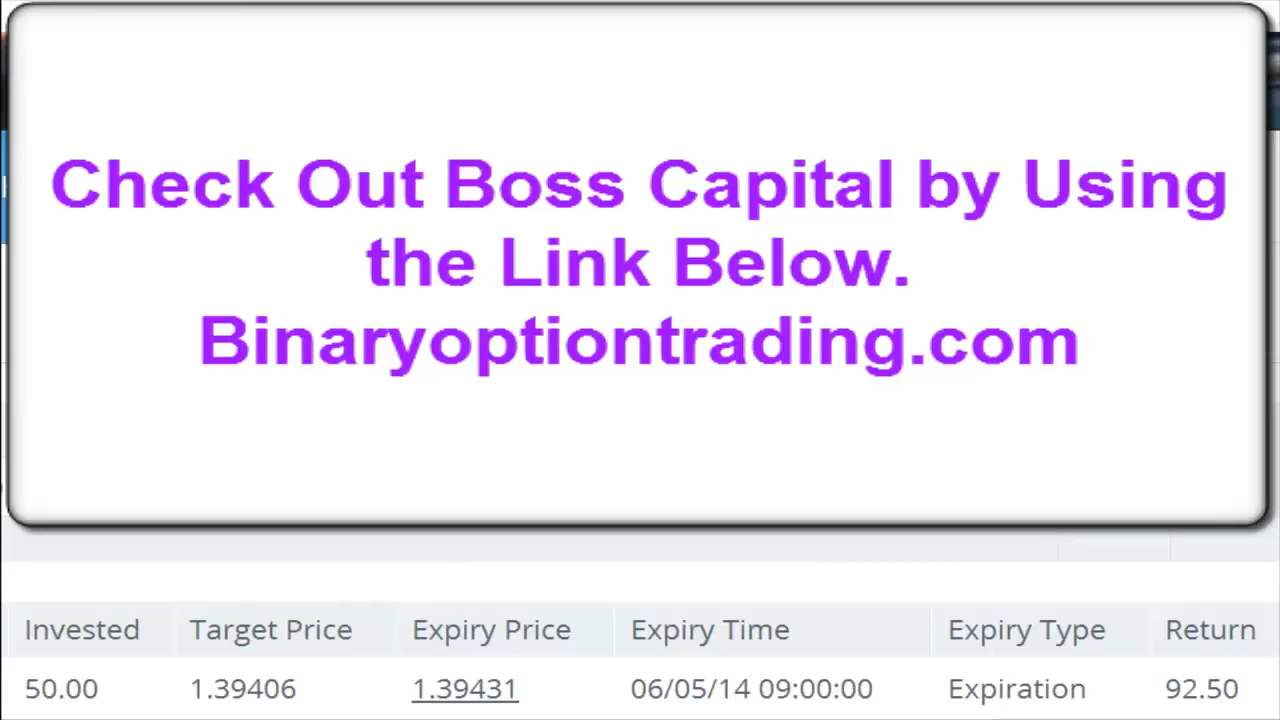 Check Out Boss Capital by Using
the Link Below.
Binaryoptiontrading.com
Invested Target Price Expiry Price Expiry Time Expiry Type Return
50.00 1.39406 1.39431 06/05/14 09:00:00 Expiration 92.50